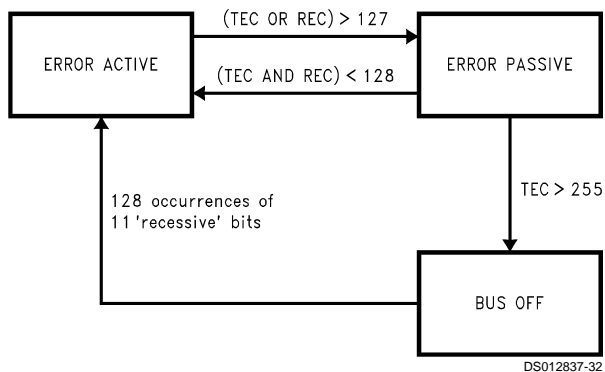 (TEC OR REC) > 127
ERROR ACTIVE
ERROR PASSIVE
(TEC AND REC) < 128
128 occurrences of
11 'recessive' bits
TEC > 255
BUS OFF
DS012837-32